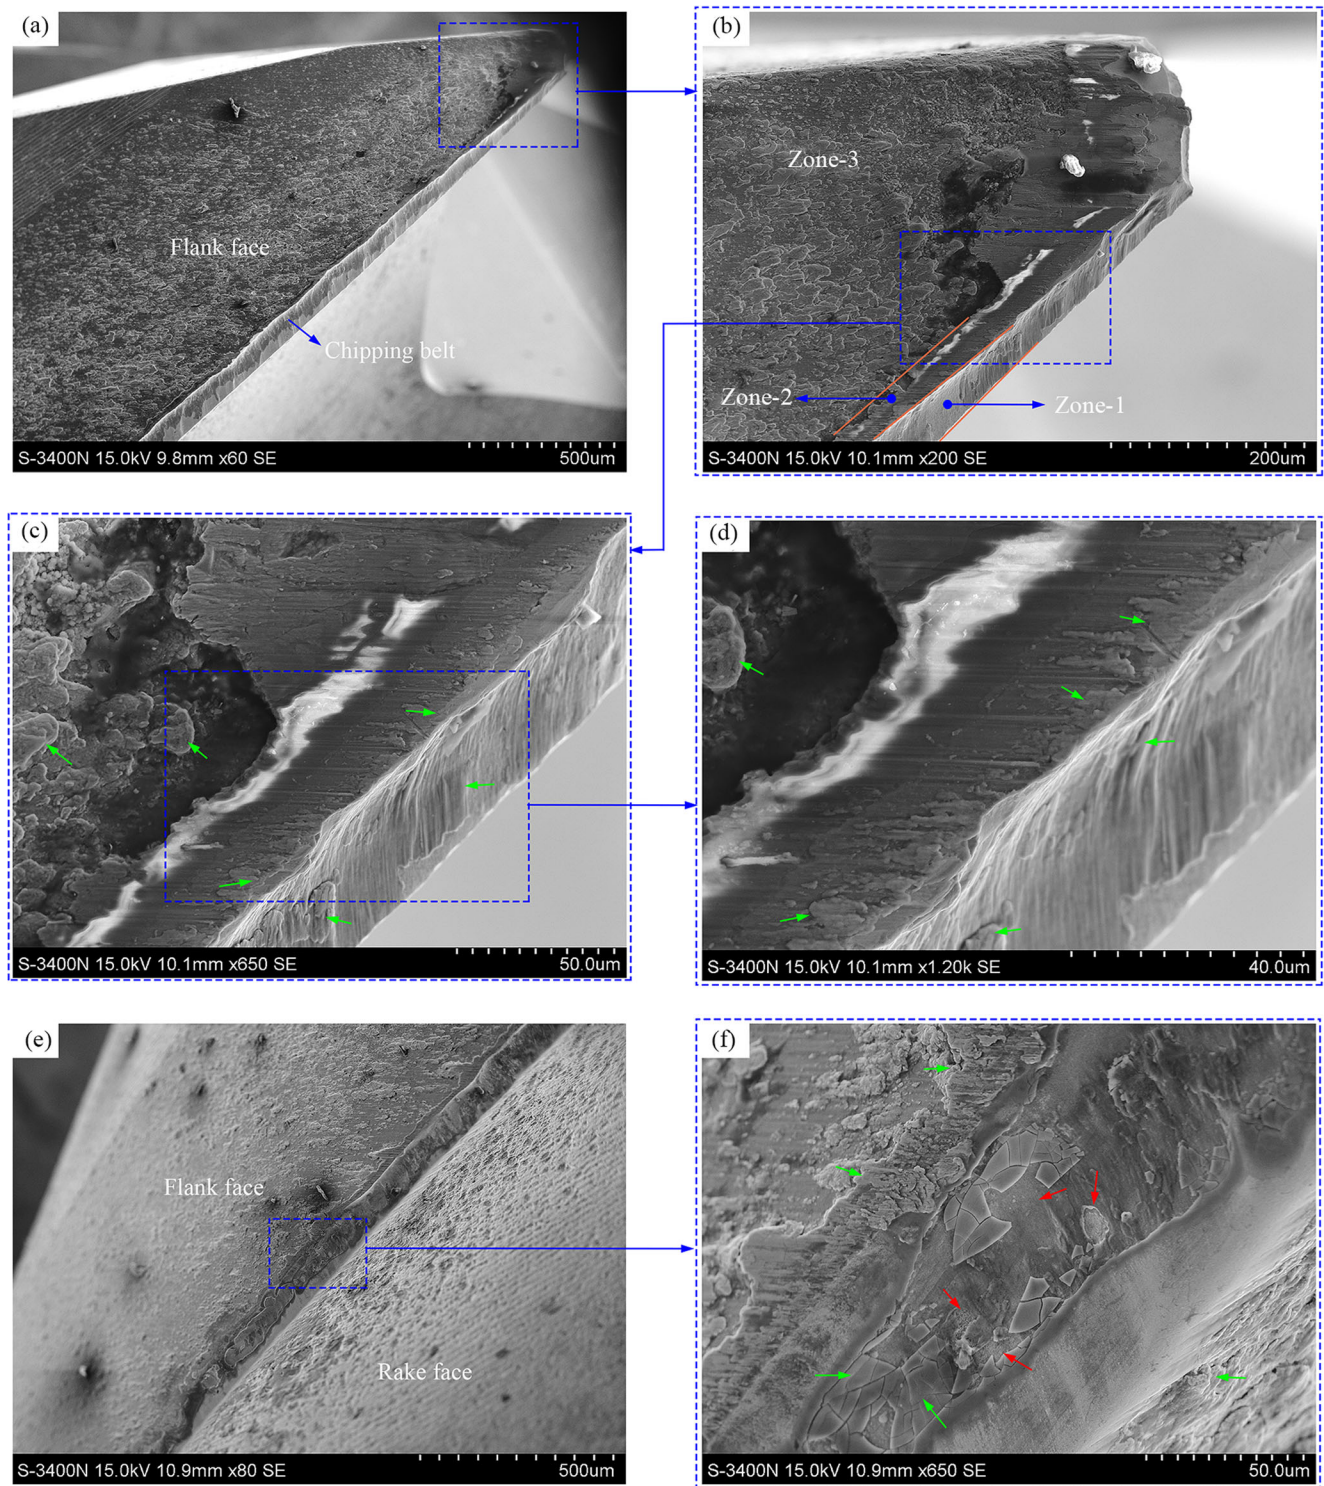 (a)
Flank face
Chipping belt
S-3400N 15.0kV 9.8mm x60 SE
500um
(b)
Zone-3
Zone-2
Zone-1
S-3400N 15.0kV 10.1mm x200 SE
200um
(c)
S-3400N 15.0kV 10.1mm x650 SE
50.0um
(d)
S-3400N 15.0kV 10.1mm x1.20k SE
40.0um
(e)
Flank face
Rake face
S-3400N 15.0kV 10.9mm x80 SE
500um
(f)
S-3400N 15.0kV 10.9mm x650 SE
50.0um